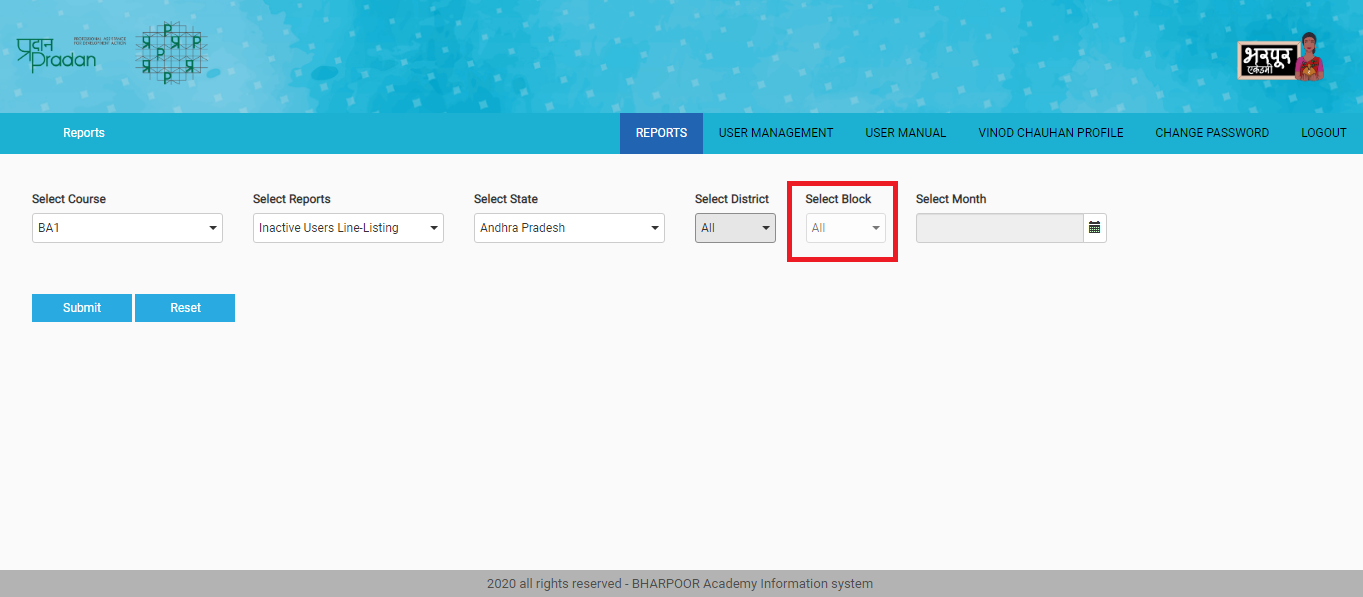 प्रदान
Pradan
PROFESSIONAL ASSISTANCE
FOR DEVELOPMENT ACTION
P
प्र P प्र P
प्र P प्र
P
भरपूर
एकेडमी
Reports
REPORTS
USER MANAGEMENT
USER MANUAL
VINOD CHAUHAN PROFILE
CHANGE PASSWORD
LOGOUT
Select Course
Select Reports
Select State
Select District
Select Block
Select Month
BA1
Inactive Users Line-Listing
Andhra Pradesh
All
All
Submit
Reset
2020 all rights reserved - BHARPOOR Academy Information system